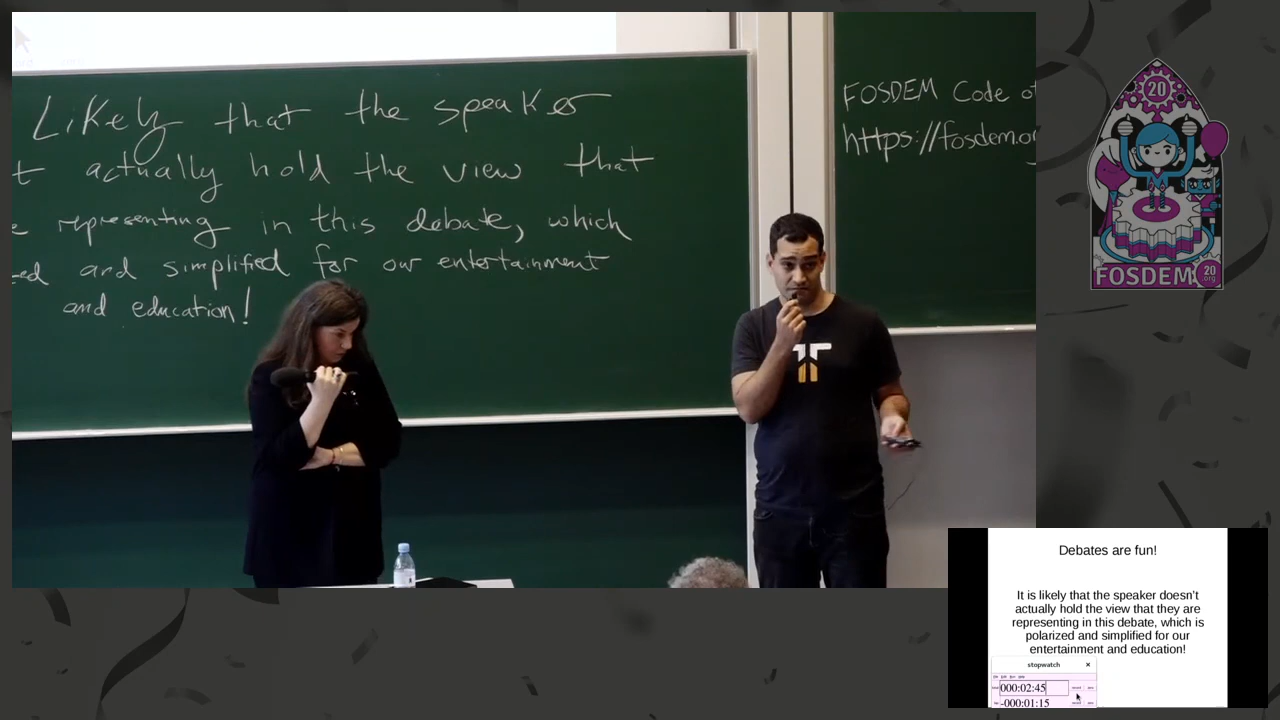 Likely that the speaker
t actually hold the view that
e representing in this debate, which
ed and simplified for our entertainment
and education!
FOSDEM Code o
https://fosdem.or
20
FOSDEM 20
.org
Debates are fun!
It is likely that the speaker doesn't
actually hold the view that they are
representing in this debate, which is
polarized and simplified for our
entertainment and education!
stopwatch
000:02:45
-000:01:15